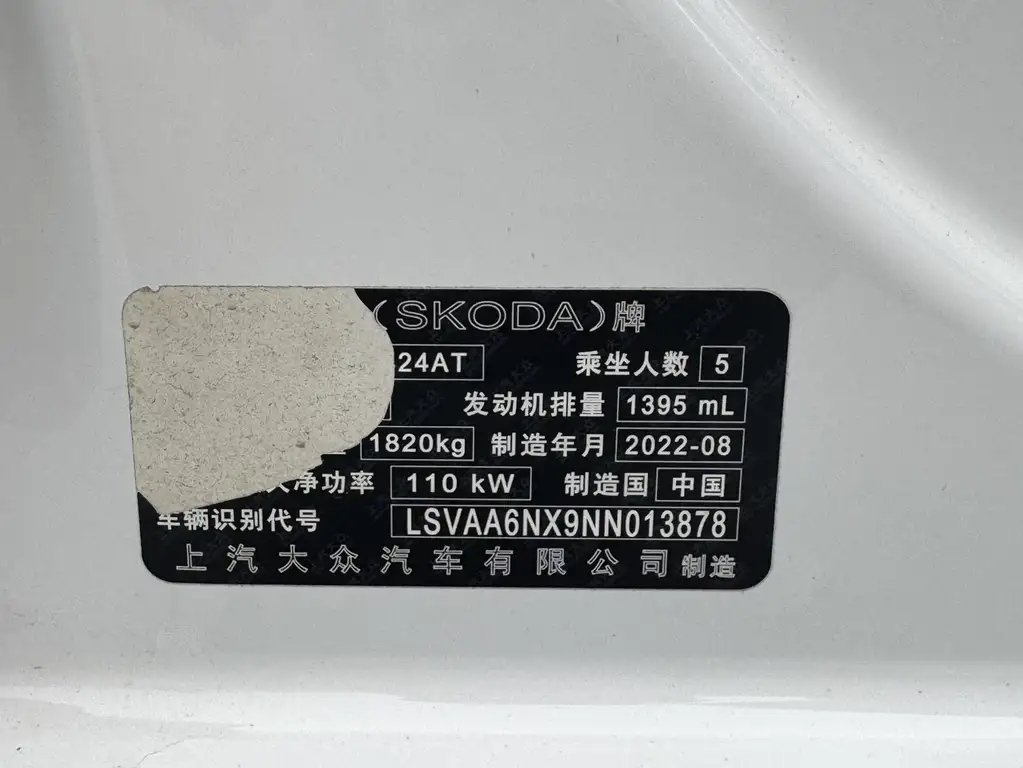 (SKODA)牌
24AT 乘坐人数 5
发动机排量 1395 mL
1820kg 制造年月 2022-08
净功率 110 kW 制造国 中国
车辆识别代号 LSVAA6NX9NN013878
上汽大众汽车有限公司 制造